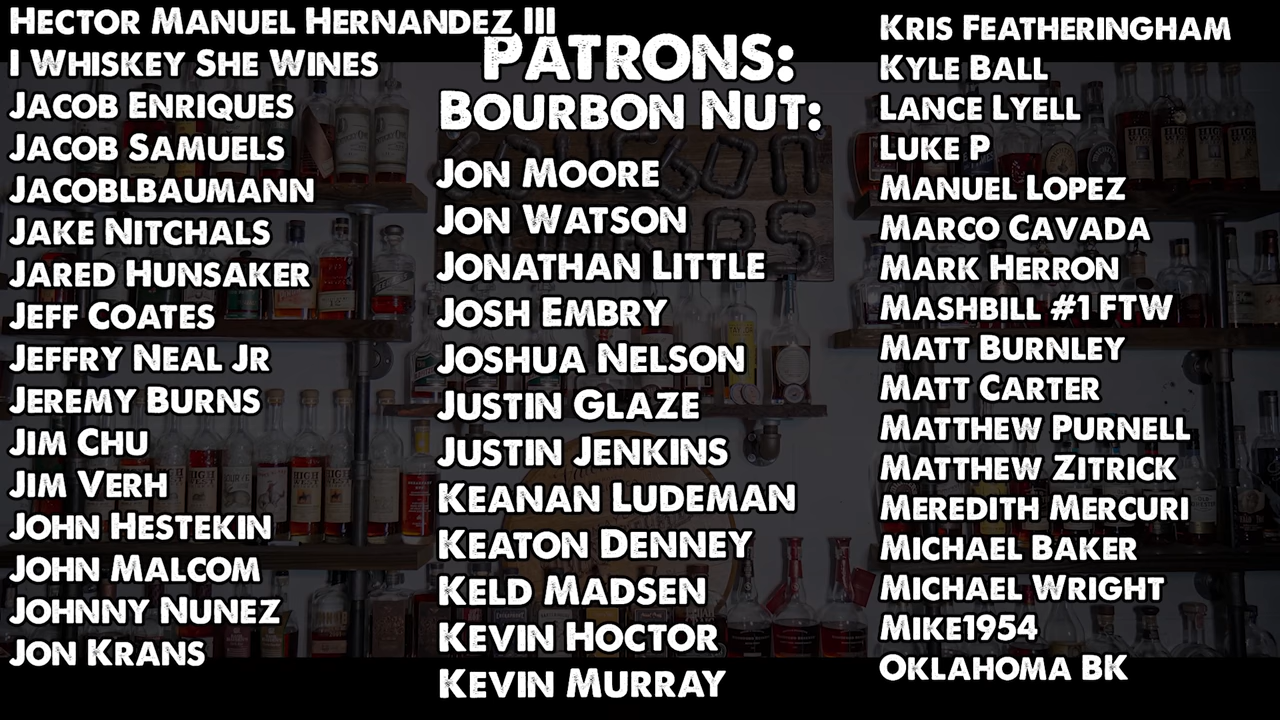 Hector Manuel Hernandez III
I Whiskey She Wines
Jacob Enriques
Jacob Samuels
Jacoblbaumann
Jake Nitchals
Jared Hunsaker
Jeff Coates
Jeffry Neal Jr
Jeremy Burns
Jim Chu
Jim Verh
John Hestekin
John Malcom
Johnny Nunez
Jon Krans
Patrons:
Bourbon Nut:
Jon Moore
Jon Watson
Jonathan Little
Josh Embry
Joshua Nelson
Justin Glaze
Justin Jenkins
Keanan Ludeman
Keaton Denney
Keld Madsen
Kevin Hoctor
Kevin Murray
Kris Featheringham
Kyle Ball
Lance Lyell
Luke P
Manuel Lopez
Marco Cavada
Mark Herron
Mashbill #1 FTW
Matt Burnley
Matt Carter
Matthew Purnell
Matthew Zitrick
Meredith Mercuri
Michael Baker
Michael Wright
Mike1954
Oklahoma BK